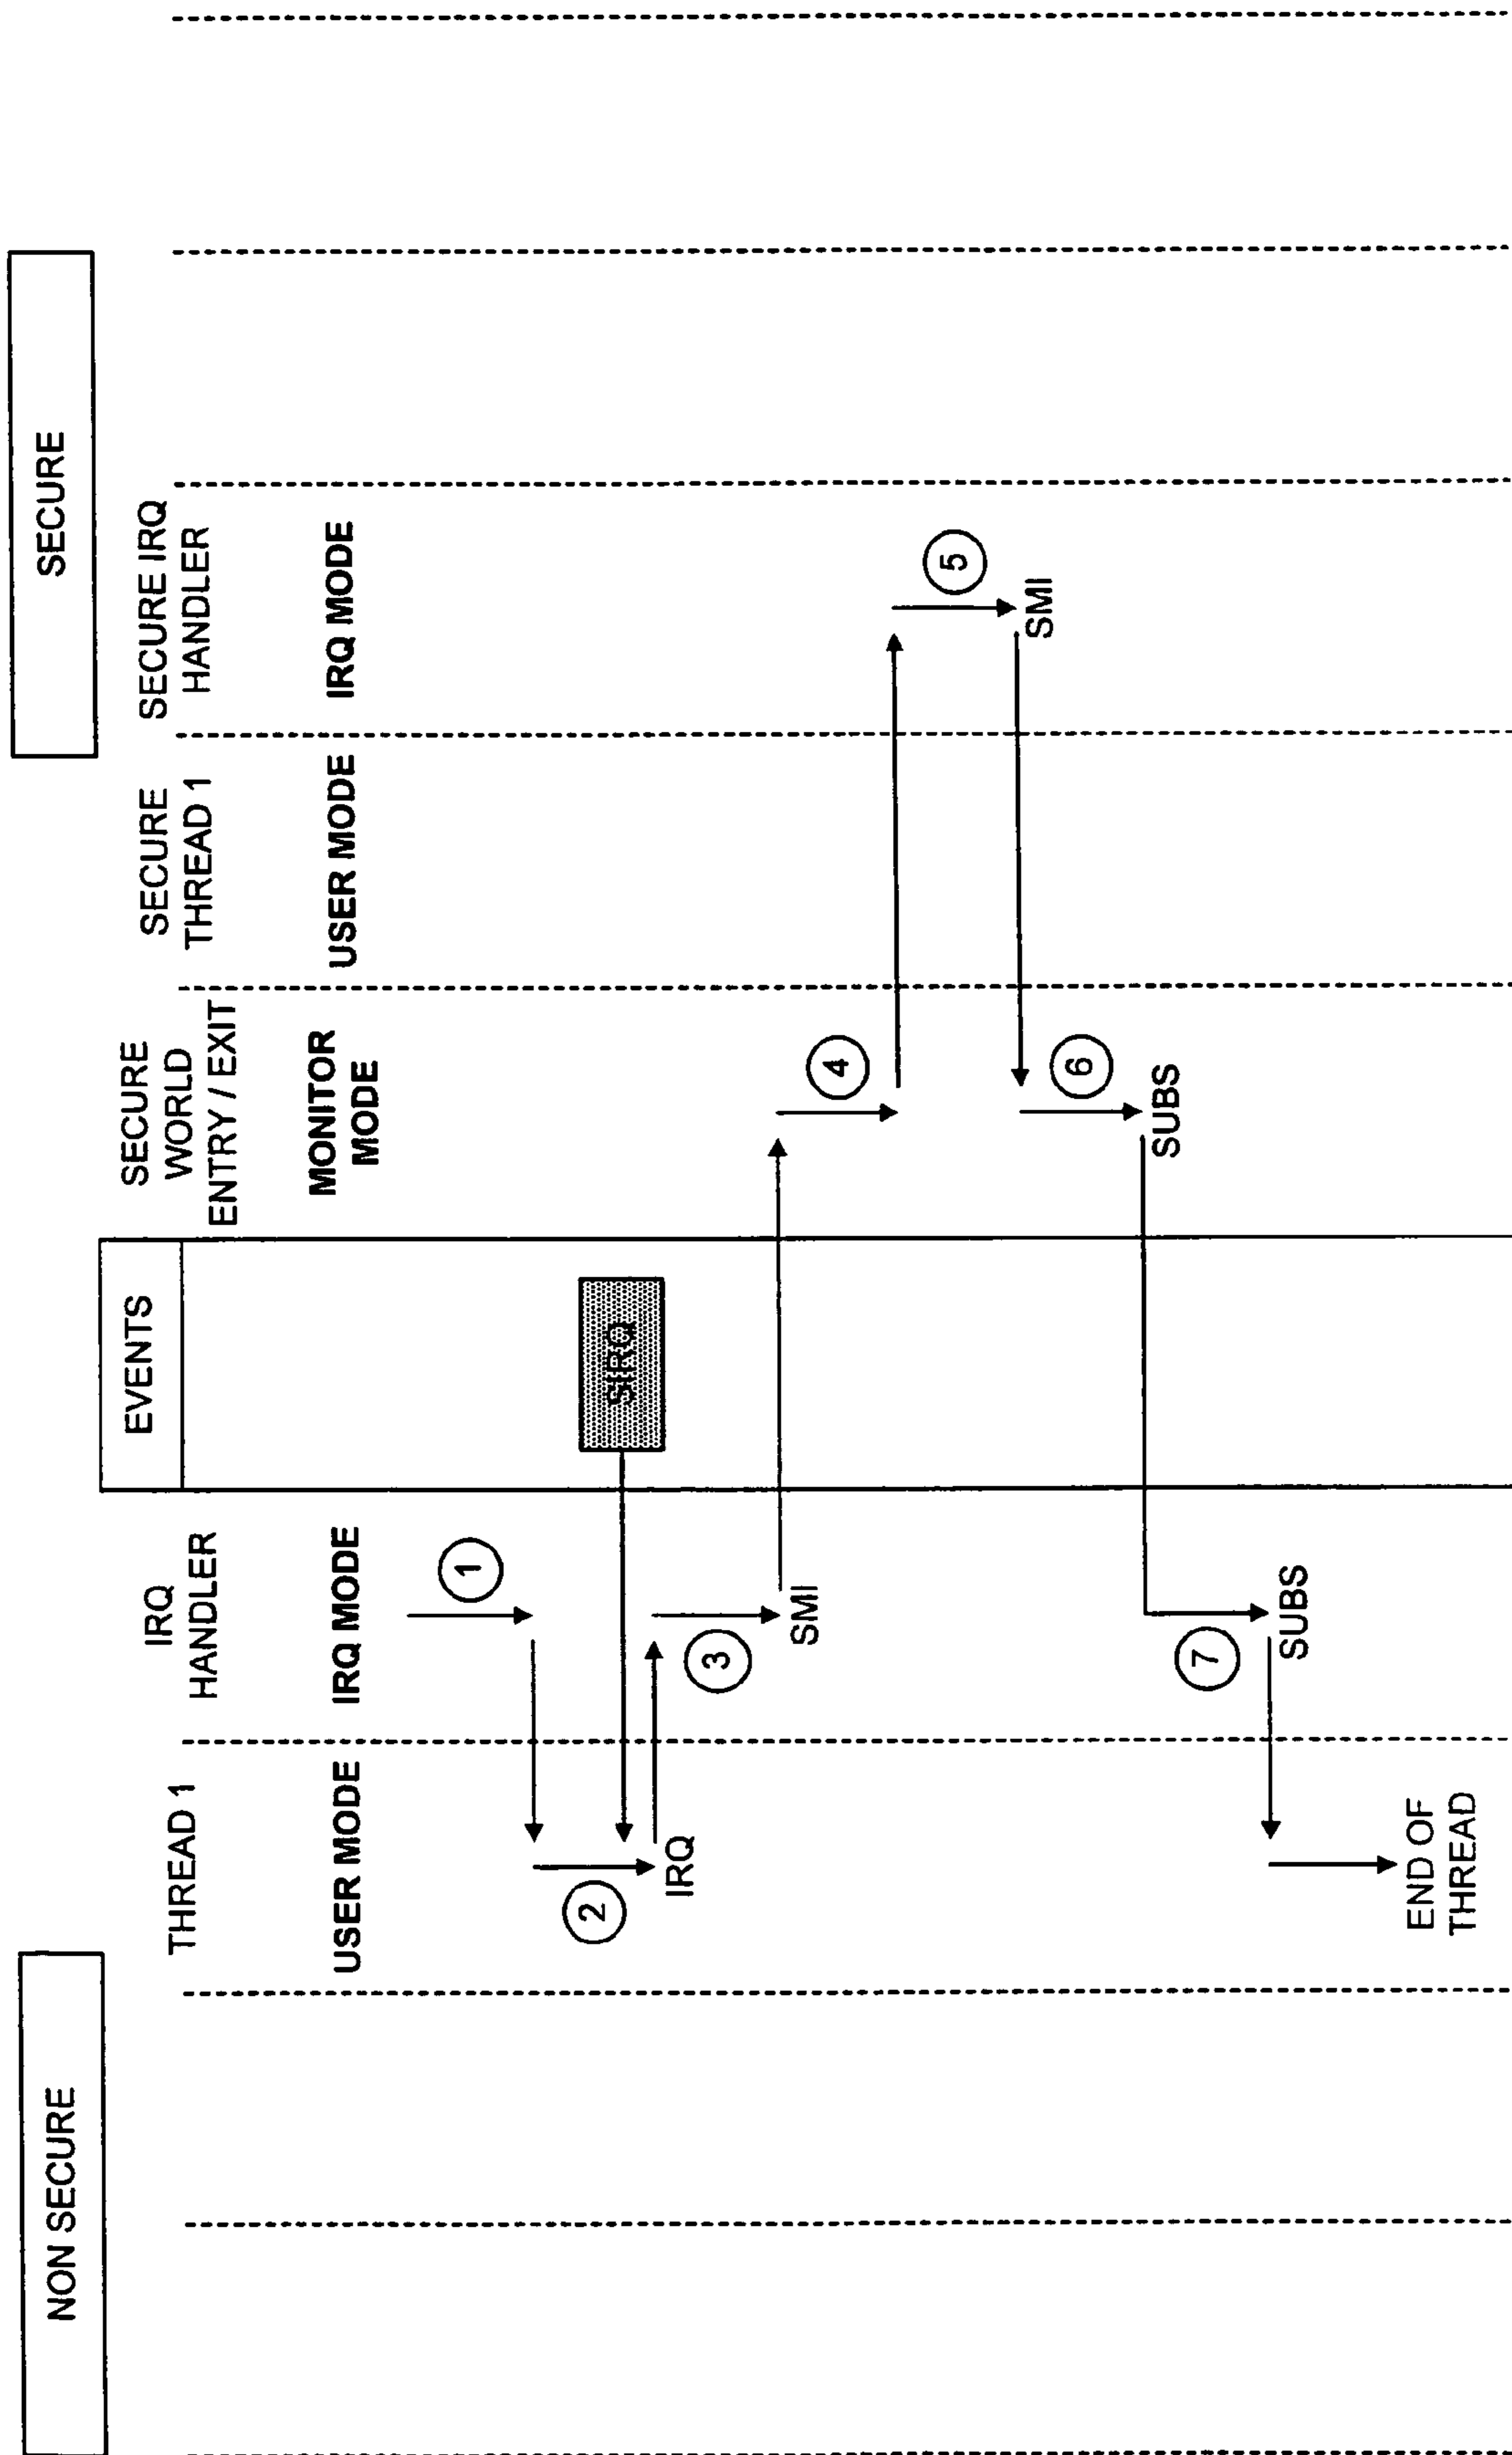 NON SECURE
SECURE
THREAD 1
IRQ
HANDLER
EVENTS
SECURE
WORLD
ENTRY / EXIT
SECURE
THREAD 1
SECURE IRQ
HANDLER
USER MODE
IRQ MODE
MONITOR
MODE
USER MODE
IRQ MODE
1
2
SIRQ
IRQ
3
SMI
4
5
SMI
6
SUBS
7
SUBS
END OF
THREAD